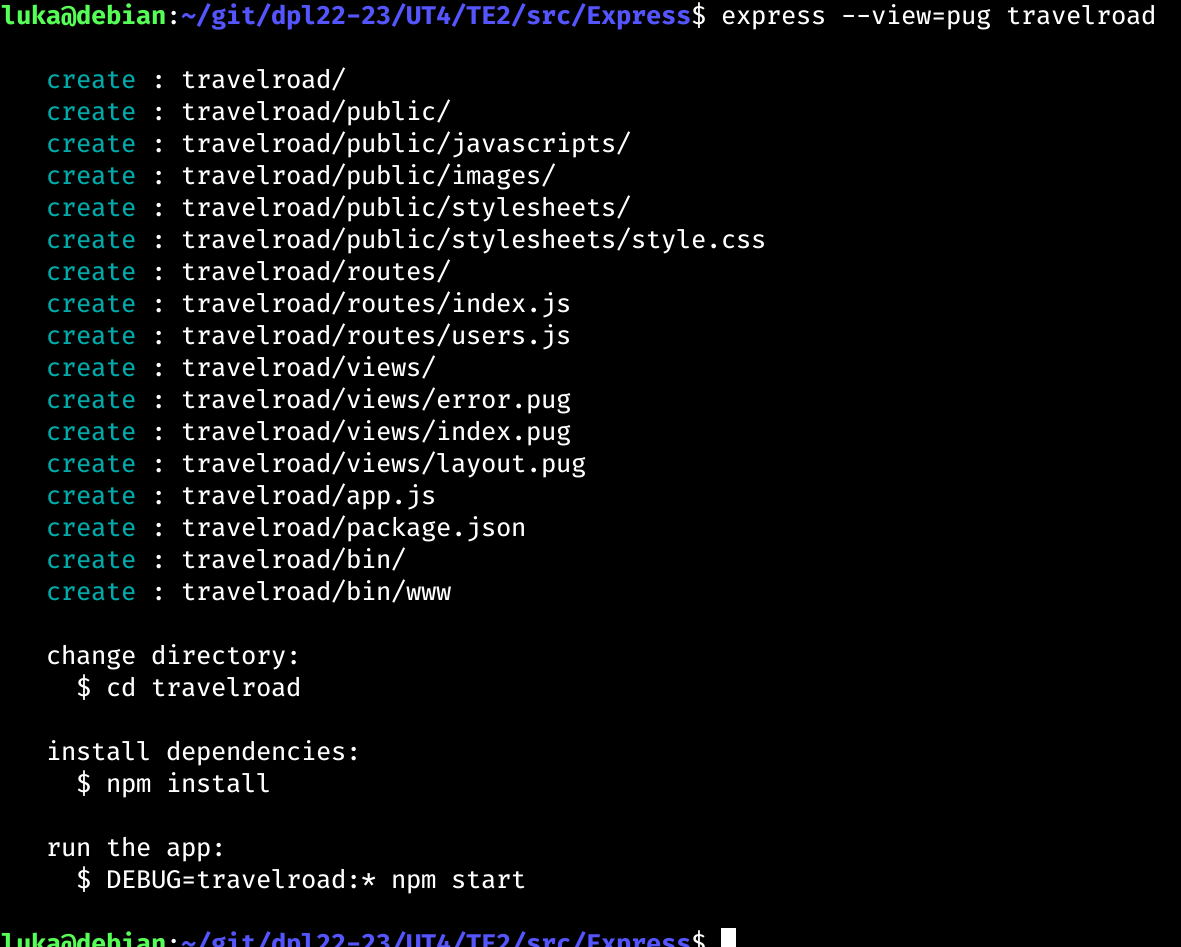 luka@debian:~/git/dpl22-23/UT4/TE2/src/Express$ express --view=pug travelroad
create : travelroad/
create : travelroad/public/
create : travelroad/public/javascripts/
create : travelroad/public/images/
create : travelroad/public/stylesheets/
create : travelroad/public/stylesheets/style.css
create : travelroad/routes/
create : travelroad/routes/index.js
create : travelroad/routes/users.js
create : travelroad/views/
create : travelroad/views/error.pug
create : travelroad/views/index.pug
create : travelroad/views/layout.pug
create : travelroad/app.js
create : travelroad/package.json
create : travelroad/bin/
create : travelroad/bin/www
change directory:
$ cd travelroad
install dependencies:
$ npm install
run the app:
$ DEBUG=travelroad:* npm start
luka@debian:~/git/dpl22-23/UT4/TE2/src/Express$